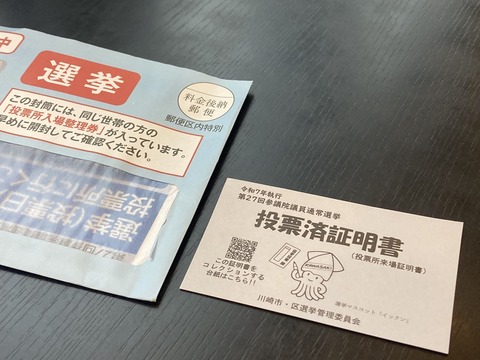 中
選挙
料金後納
郵便
郵便区内特別
この封筒には、同じ世帯の方の
「投票所入場整理券」が入っています。
早めに開封してご確認ください。
令和7年執行
第27回参議院議員通常選挙
投票済証明書
(投票所来場証明書)
この証明書を
コレクションする
台紙はこちら!!
選挙マスコット「イックン」
川崎市・区選挙管理委員会